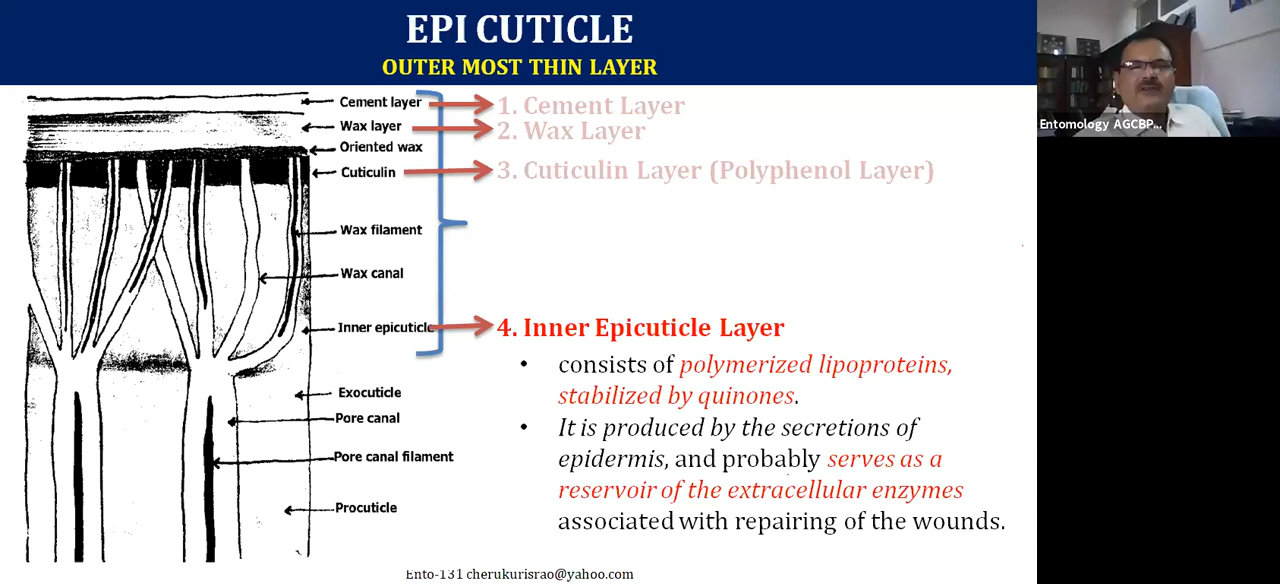 EPI CUTICLE
OUTER MOST THIN LAYER
Cement layer
Wax layer
Oriented wax
Cuticulin
Wax filament
Wax canal
Inner epicuticle
Exocuticle
Pore canal
Pore canal filament
Procuticle
1. Cement Layer
2. Wax Layer
3. Cuticulin Layer (Polyphenol Layer)
4. Inner Epicuticle Layer
• consists of polymerized lipoproteins,
stabilized by quinones.
• It is produced by the secretions of
epidermis, and probably serves as a
reservoir of the extracellular enzymes
associated with repairing of the wounds.
Ento-131 cherukurisrao@yahoo.com
Entomology AGCBP...